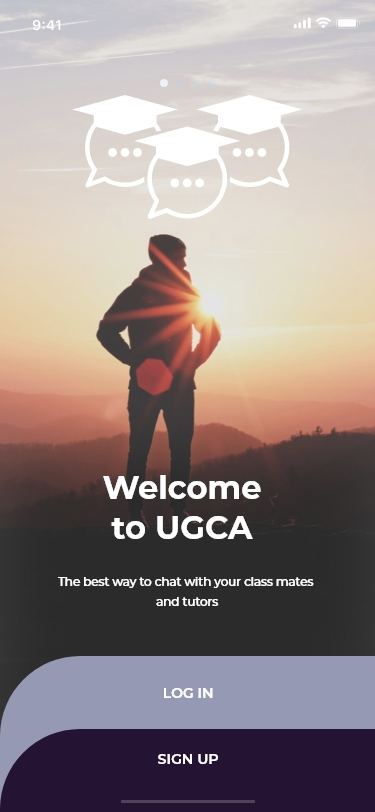 9:41
Welcome
to UGCA
The best way to chat with your class mates
and tutors
LOG IN
SIGN UP